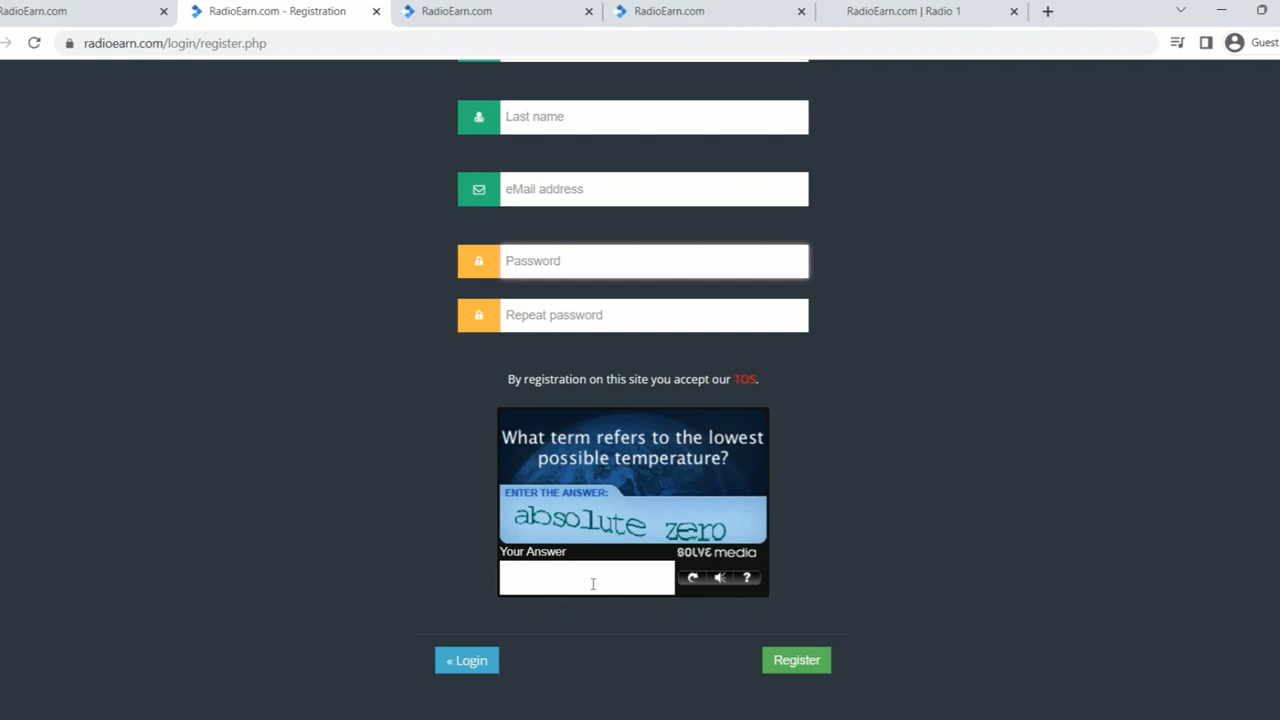 RadioEarn.com
RadioEarn.com - Registration
RadioEarn.com
RadioEarn.com
RadioEarn.com | Radio 1
radioearn.com/login/register.php
Guest
Last name
eMail address
Password
Repeat password
By registration on this site you accept our TOS.
What term refers to the lowest
possible temperature?
ENTER THE ANSWER:
absolute zero
Your Answer
SOLVE media
?
« Login
Register